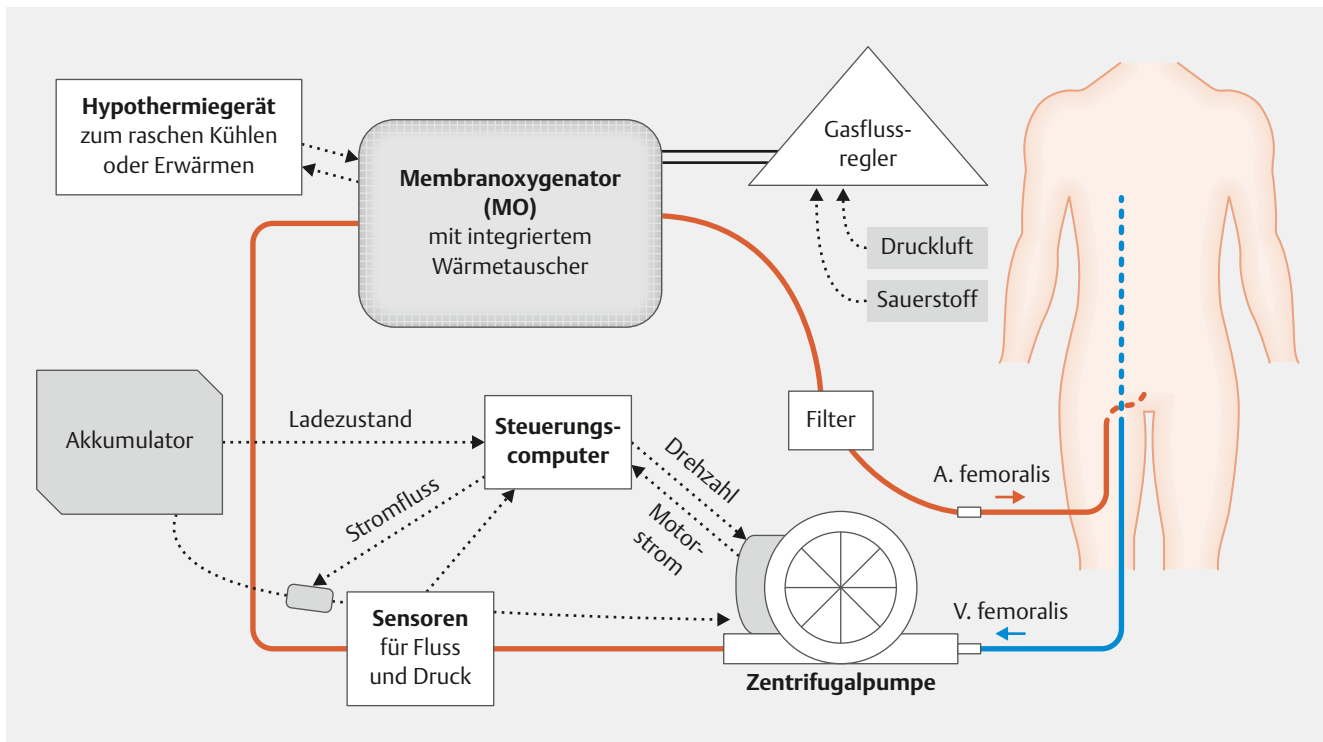 Hypothermiegerät
zum raschen Kühlen
oder Erwärmen
Membranoxygenator
(MO)
mit integriertem
Wärmetauscher
Gasfluss-
regler
Druckluft
Sauerstoff
Akkumulator
Ladezustand
Steuerungs-
computer
Drehzahl
Motor-
strom
Stromfluss
Filter
A. femoralis
Sensoren
für Fluss
und Druck
V. femoralis
Zentrifugalpumpe